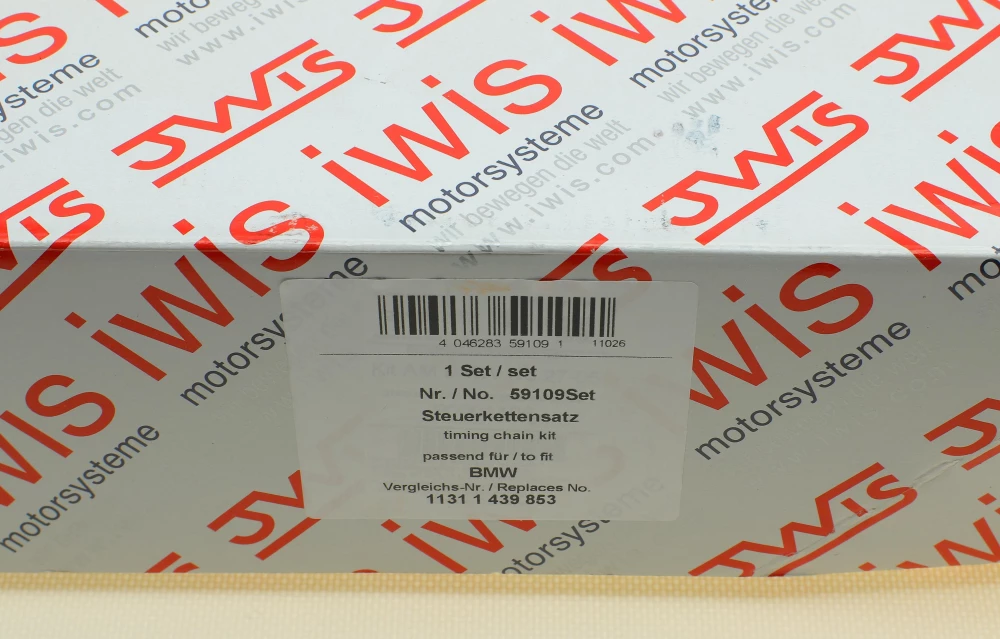 JWIS iwis motorsysteme
wir bewegen die welt
www.iwis.com
4 046283 59109 1 11026
1 Set / set
Nr. / No. 59109Set
Steuerkettensatz
timing chain kit
passend für / to fit
BMW
Vergleichs-Nr. / Replaces No.
1131 1 439 853